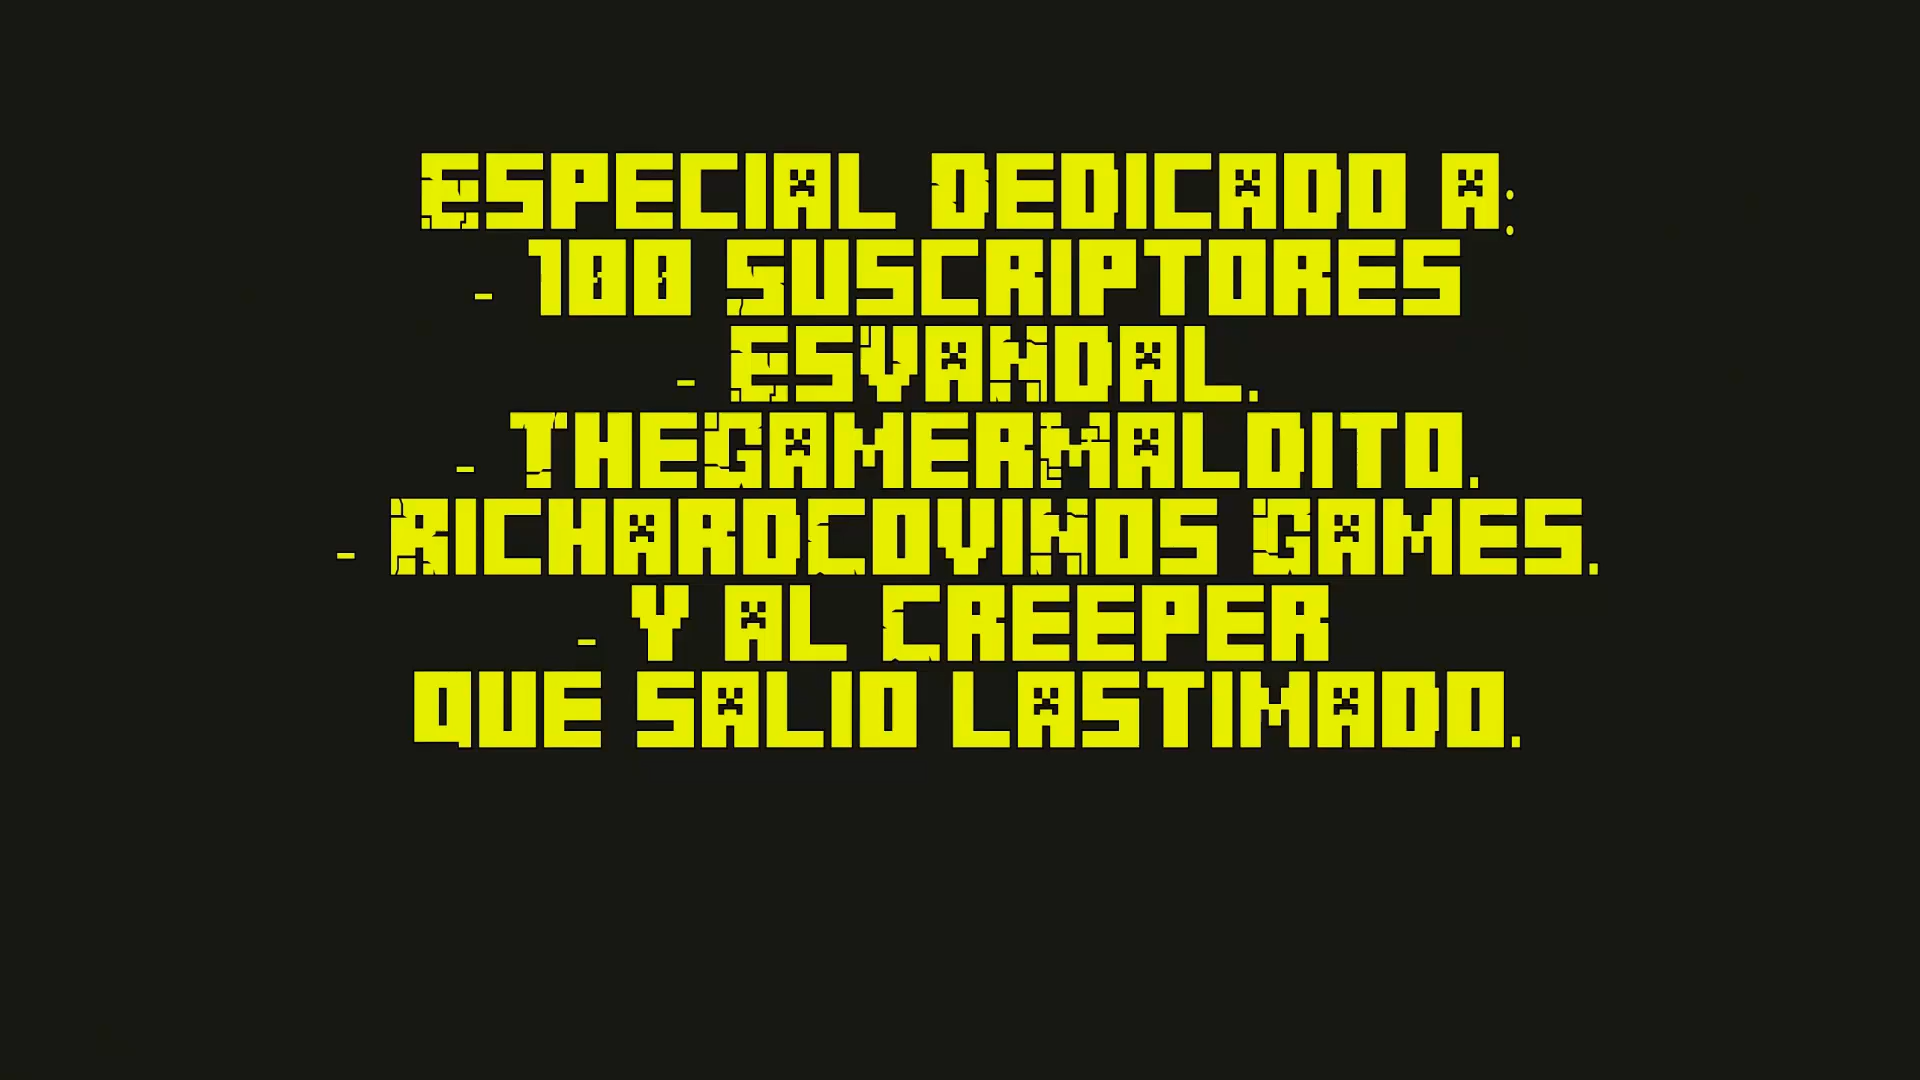 ESPECIAL DEDICADO A:
- 100 SUSCRIPTORES
- ESVANDAL.
- THEGAMERMALDITO.
- RICHARDCOVINOS GAMES.
- Y AL CREEPER
QUE SALIO LASTIMADO.